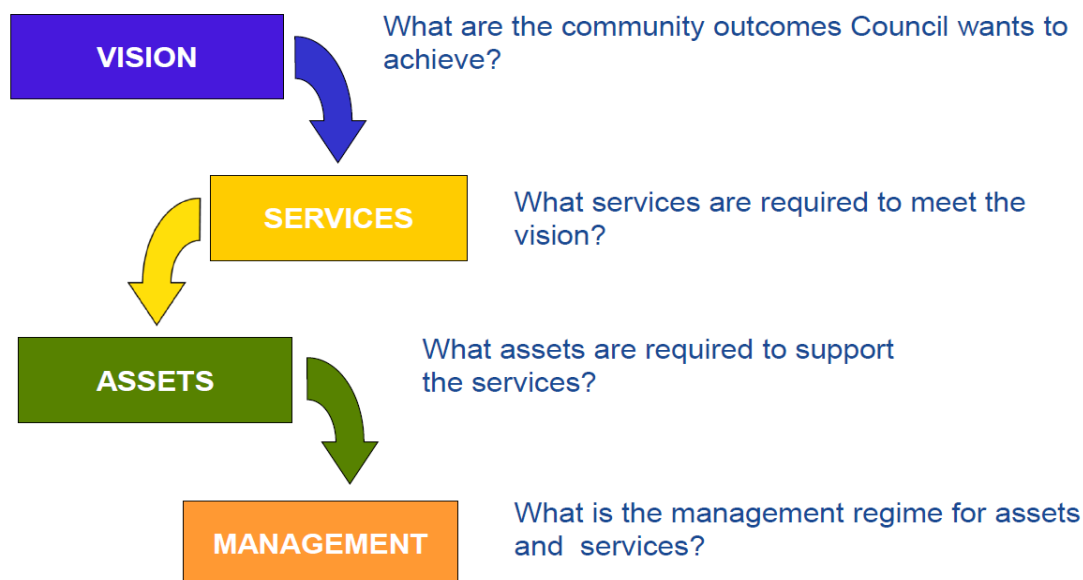 VISION
What are the community outcomes Council wants to
achieve?
SERVICES
What services are required to meet the
vision?
ASSETS
What assets are required to support
the services?
MANAGEMENT
What is the management regime for assets
and services?